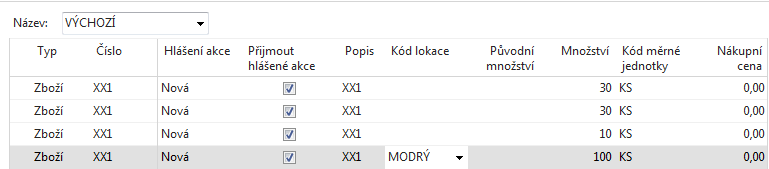 Název: VÝCHOZÍ
Typ Číslo Hlášení akce Přijmout hlášené akce Popis Kód lokace Původní množství Množství Kód měrné jednotky Nákupní cena
Zboží XX1 Nová XX1 30 KS 0,00
Zboží XX1 Nová XX1 30 KS 0,00
Zboží XX1 Nová XX1 10 KS 0,00
Zboží XX1 Nová XX1 MODRÝ 100 KS 0,00